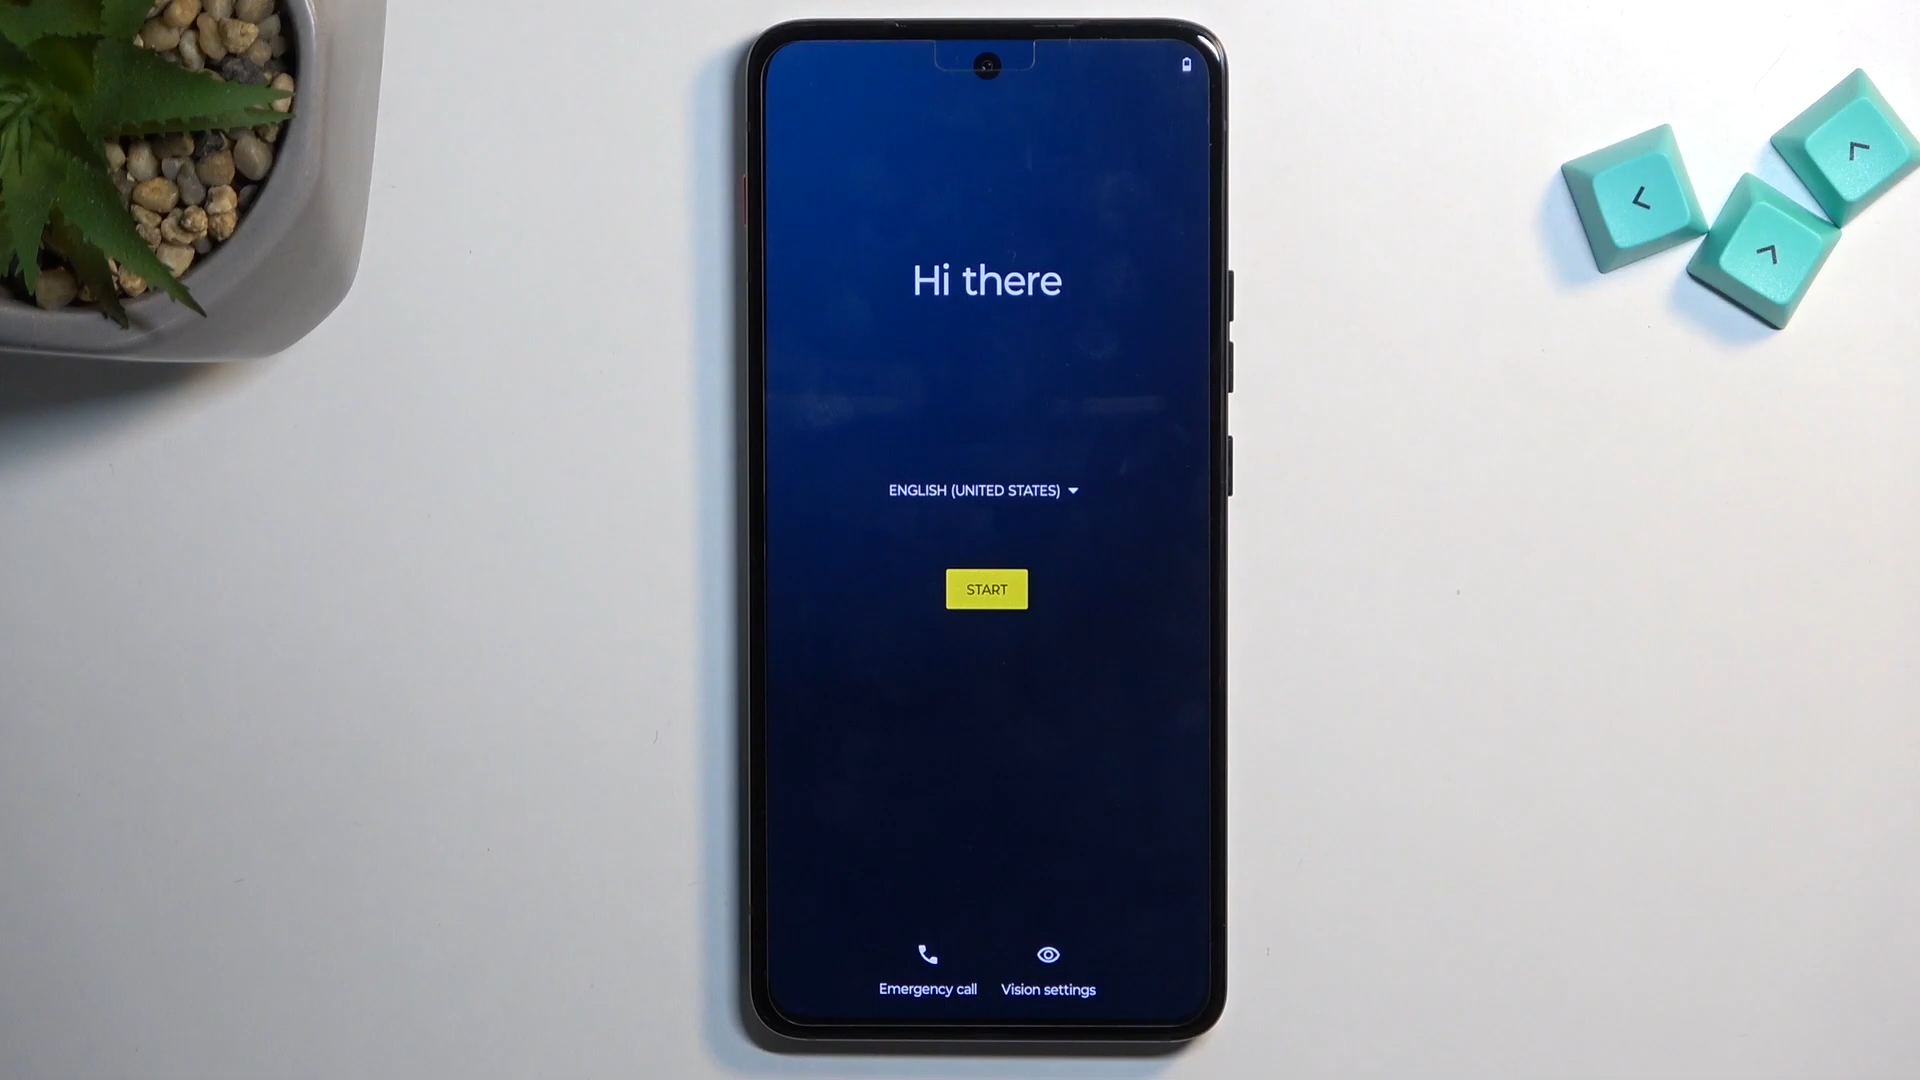 Hi there
ENGLISH (UNITED STATES)
START
Emergency call
Vision settings